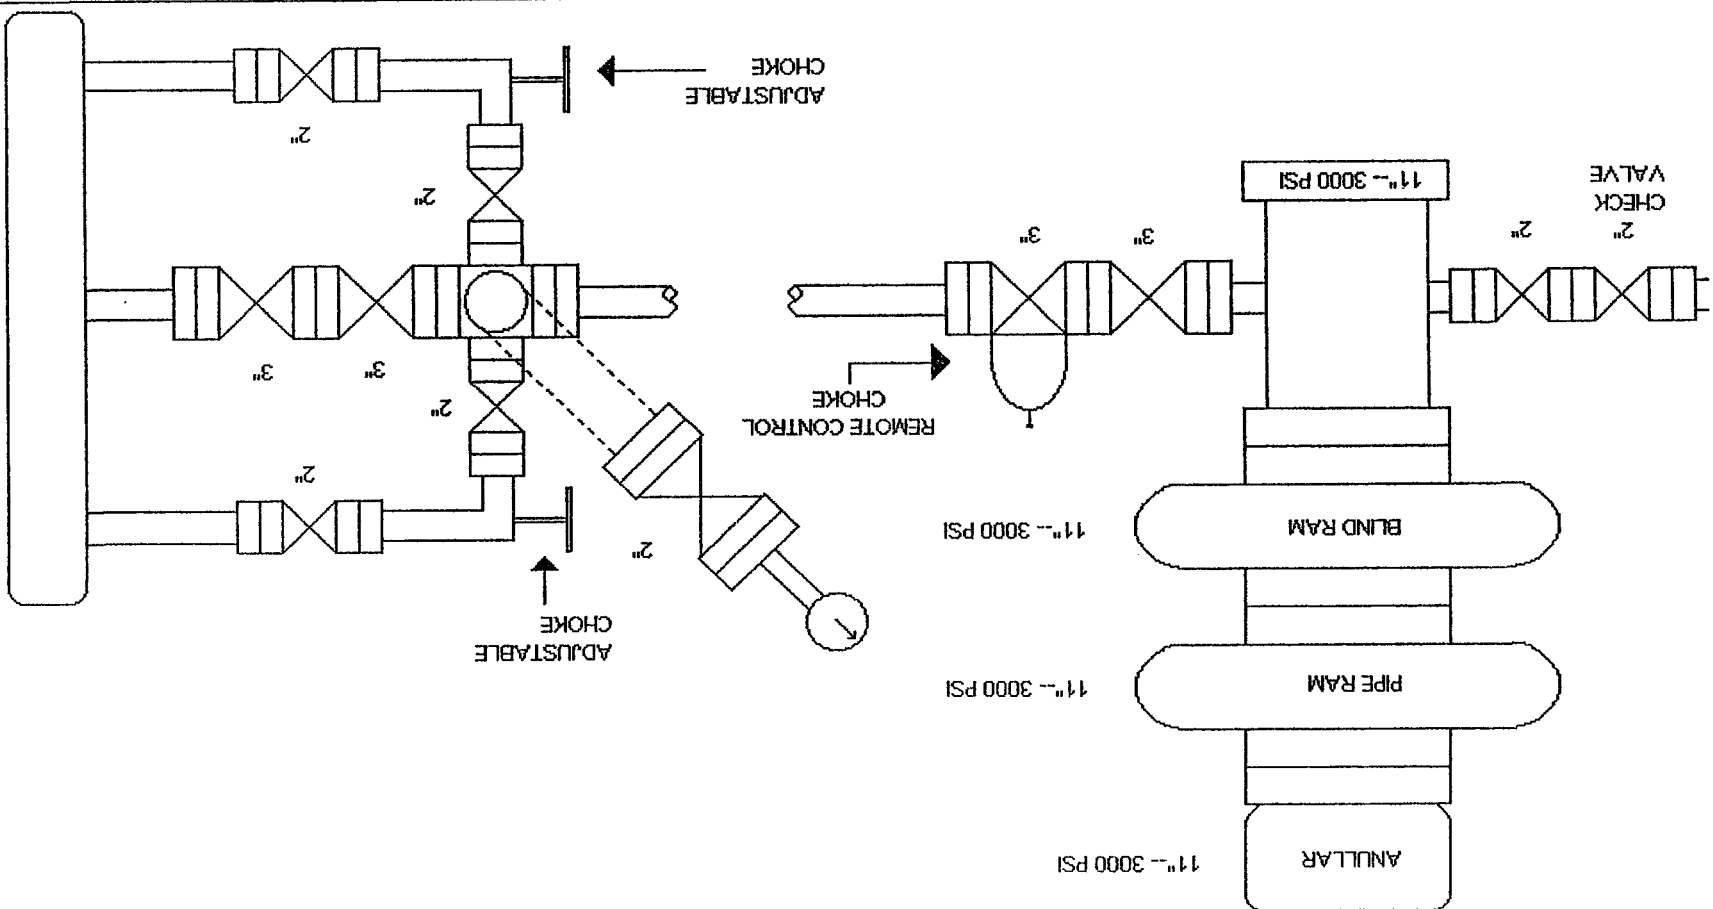 ANULLAR
11"-- 3000 PSI
PIPE RAM
11"-- 3000 PSI
ADJUSTABLE
CHOKE
BLIND RAM
11"-- 3000 PSI
2"
2"
REMOTE CONTROL
CHOKE
2"
3"
3"
2"
CHECK
VALVE
2"
3"
3"
11"-- 3000 PSI
2"
2"
ADJUSTABLE
CHOKE